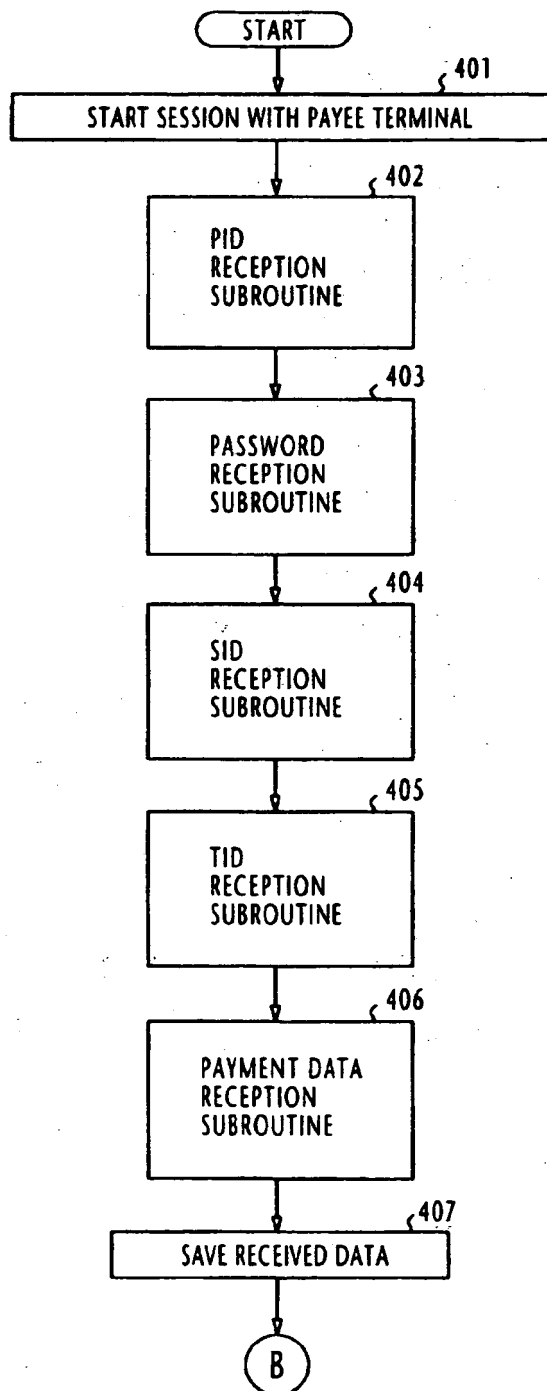 START
401
START SESSION WITH PAYEE TERMINAL
402
PID
RECEPTION
SUBROUTINE
403
PASSWORD
RECEPTION
SUBROUTINE
404
SID
RECEPTION
SUBROUTINE
405
TID
RECEPTION
SUBROUTINE
406
PAYMENT DATA
RECEPTION
SUBROUTINE
407
SAVE RECEIVED DATA
B